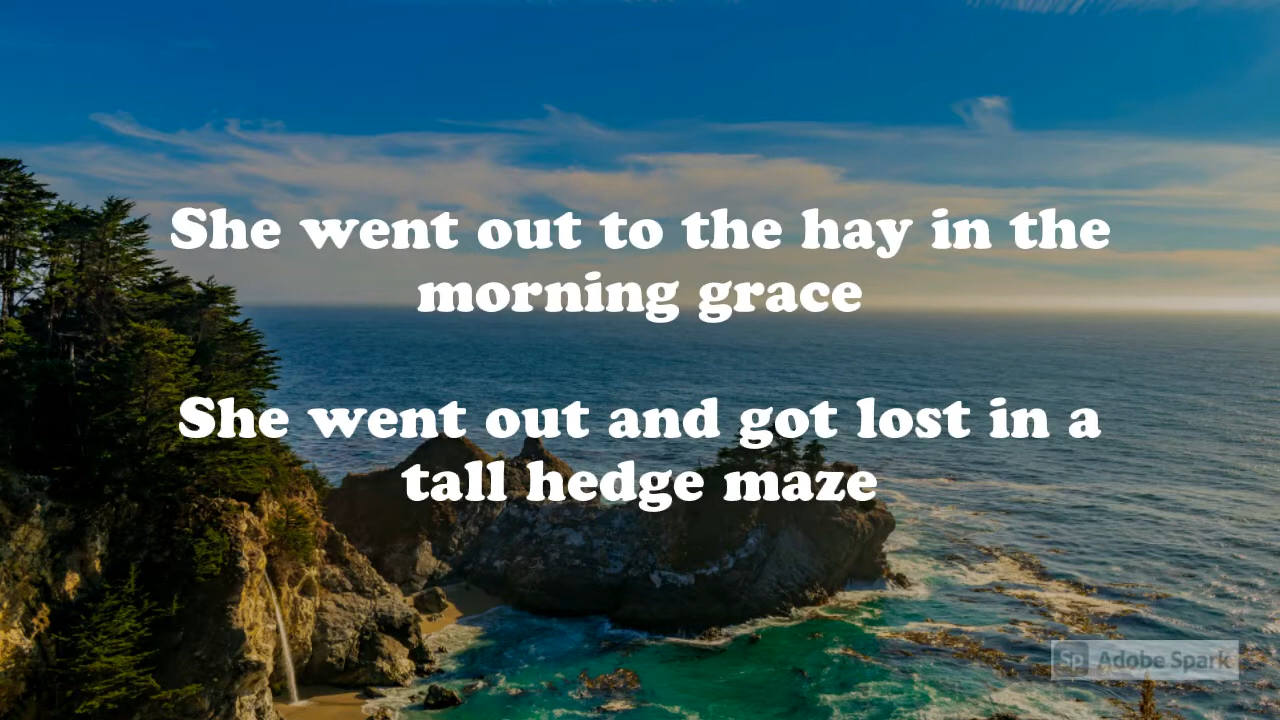 She went out to the hay in the
morning grace
She went out and got lost in a
tall hedge maze
Sp Adobe Spark